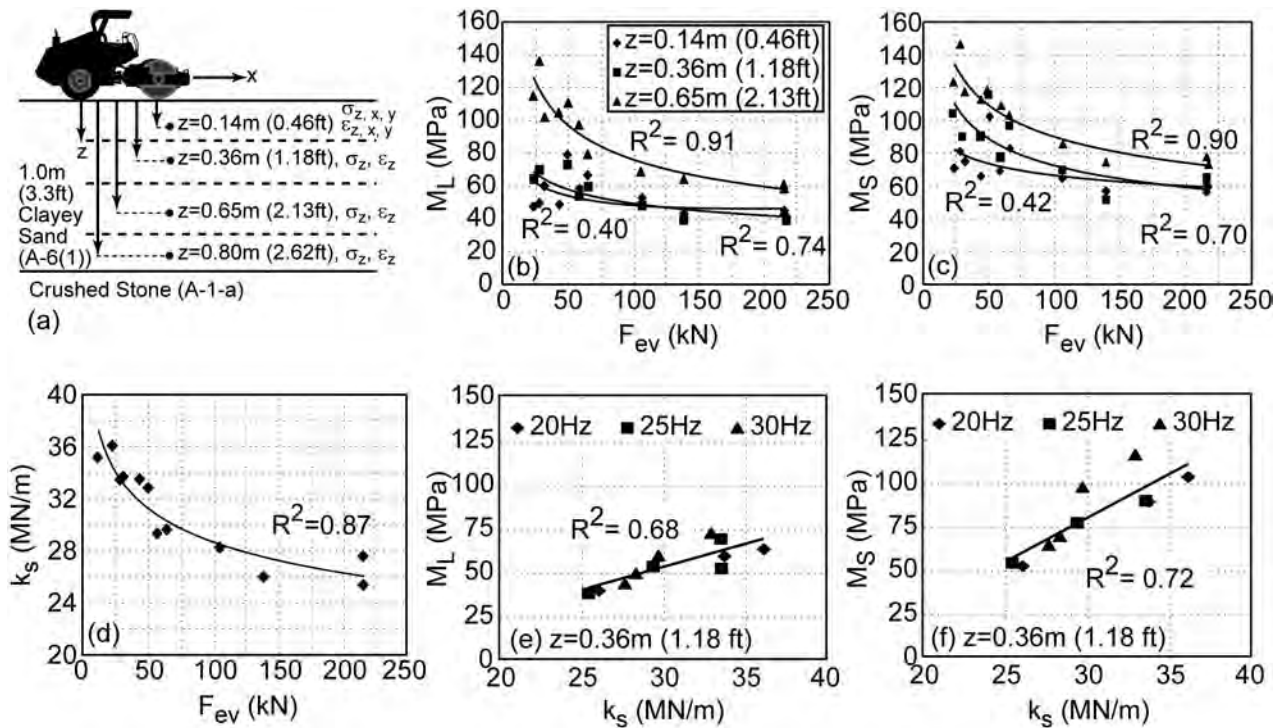 x
z
z=0.14m (0.46ft) σz, x, y
εz, x, y
z=0.36m (1.18ft), σz, εz
1.0m
(3.3ft)
Clayey
Sand
(A-6(1))
z=0.65m (2.13ft), σz, εz
z=0.80m (2.62ft), σz, εz
Crushed Stone (A-1-a)
(a)
160
140
120
100
80
60
40
20
0
ML (MPa)
z=0.14m (0.46ft)
z=0.36m (1.18ft)
z=0.65m (2.13ft)
R2= 0.91
R2= 0.40
R2= 0.74
(b)
0 50 100 150 200 250
Fev (kN)
160
140
120
100
80
60
40
20
0
MS (MPa)
R2= 0.90
R2= 0.42
R2= 0.70
(c)
0 50 100 150 200 250
Fev (kN)
40
36
32
28
24
20
ks (MN/m)
R2=0.87
(d)
0 50 100 150 200 250
Fev (kN)
150
125
100
75
50
25
0
ML (MPa)
20Hz 25Hz 30Hz
R2= 0.68
(e) z=0.36m (1.18 ft)
20 25 30 35 40
ks (MN/m)
150
125
100
75
50
25
0
MS (MPa)
20Hz 25Hz 30Hz
R2= 0.72
(f) z=0.36m (1.18 ft)
20 25 30 35 40
ks (MN/m)